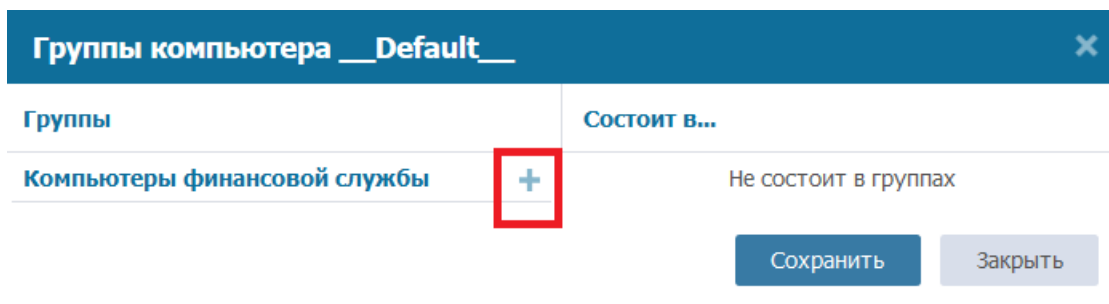 Группы компьютера __Default__
Группы
Состоит в...
Компьютеры финансовой службы
Не состоит в группах
Сохранить
Закрыть